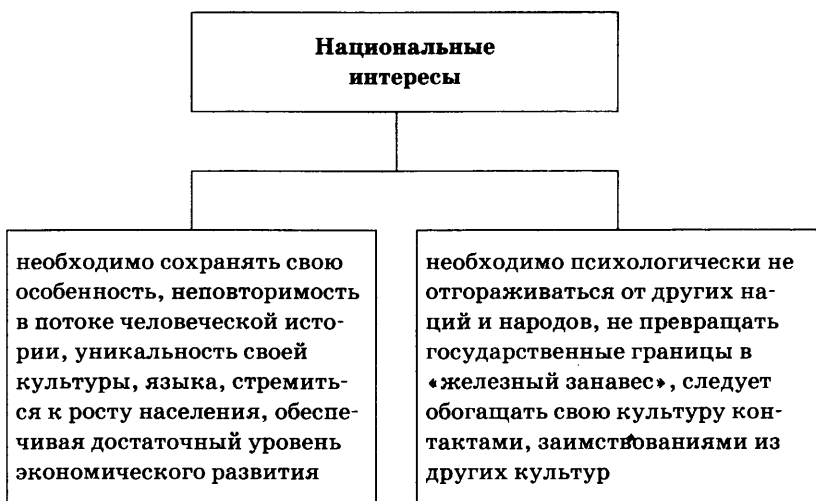 Национальные
интересы
необходимо сохранять свою
особенность, неповторимость
в потоке человеческой исто-
рии, уникальность своей
культуры, языка, стремить-
ся к росту населения, обеспе-
чивая достаточный уровень
экономического развития
необходимо психологически не
отгораживаться от других на-
ций и народов, не превращать
государственные границы в
«железный занавес», следует
обогащать свою культуру кон-
тактами, заимствованиями из
других культур